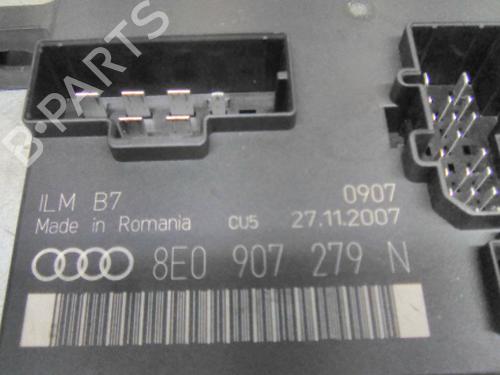 B-PARTS
ILM B7 0907
Made in Romania CU5 27.11.2007
8E0 907 279 N